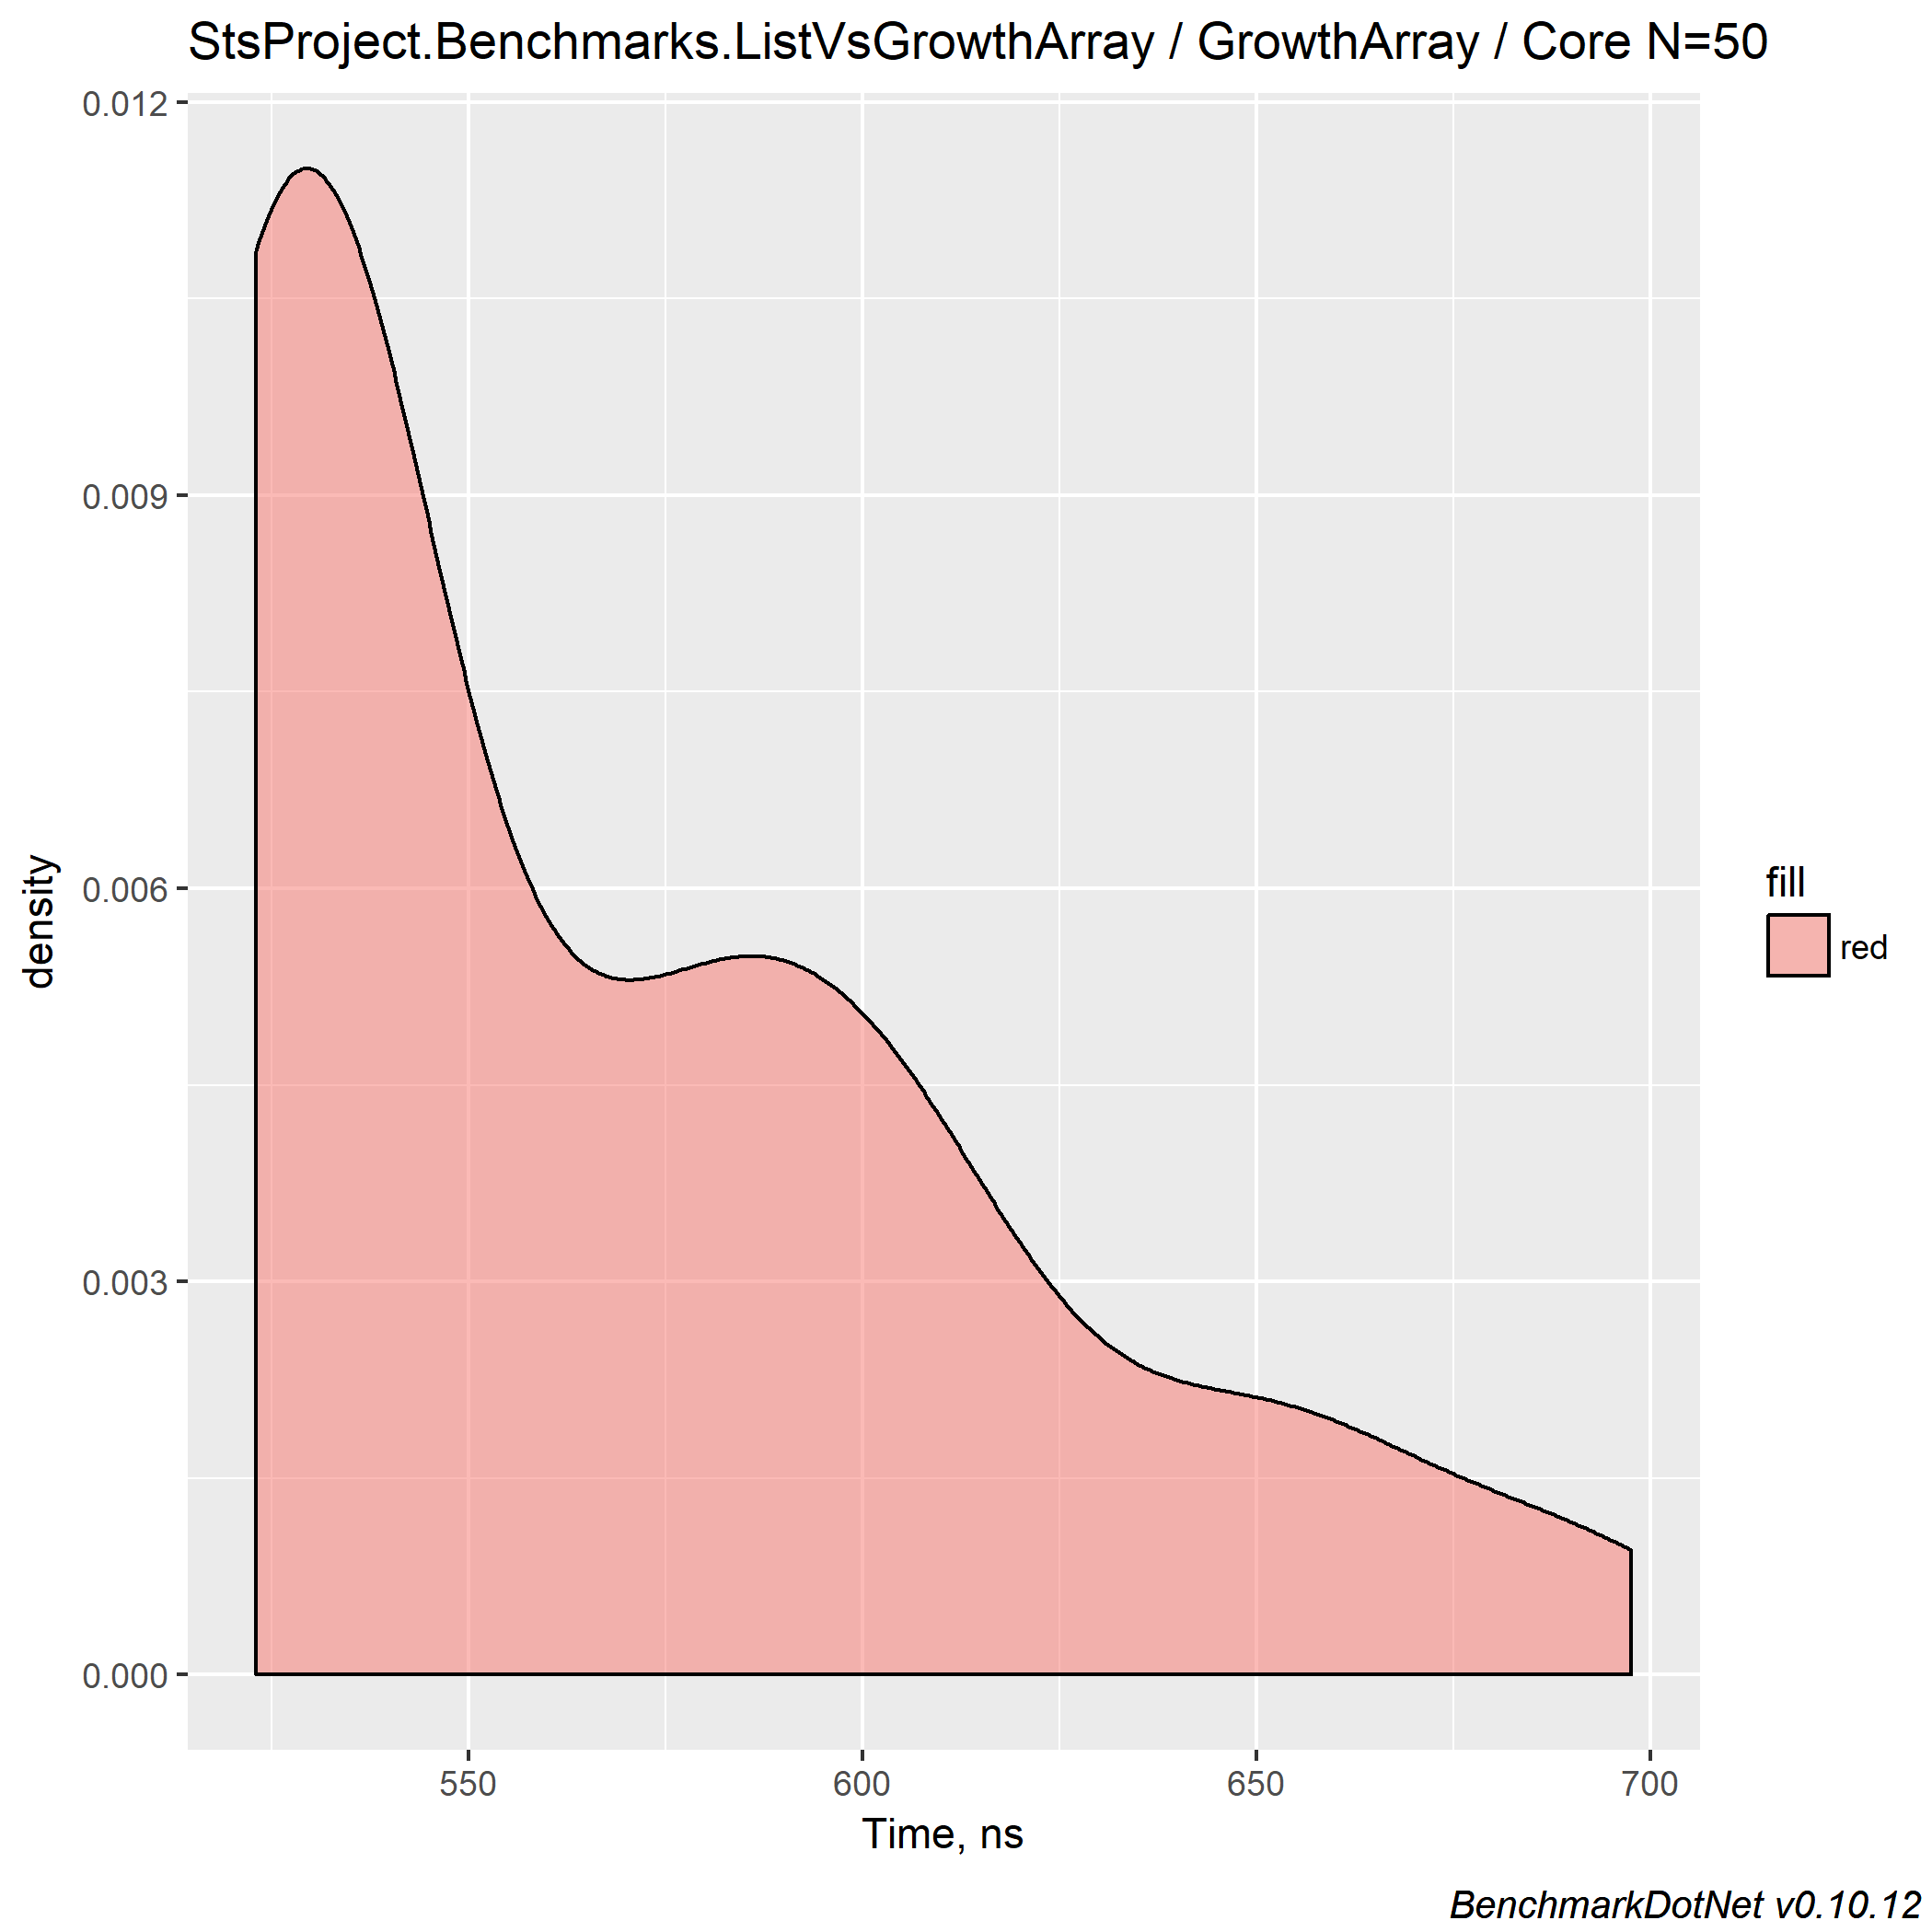 StsProject.Benchmarks.ListVsGrowthArray / GrowthArray / Core N=50
0.012
0.009
0.006
0.003
0.000
density
fill
red
550 600 650 700
Time, ns
BenchmarkDotNet v0.10.12